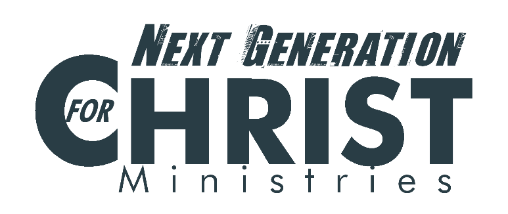 NEXT GENERATION
FOR
CHRIST
Ministries